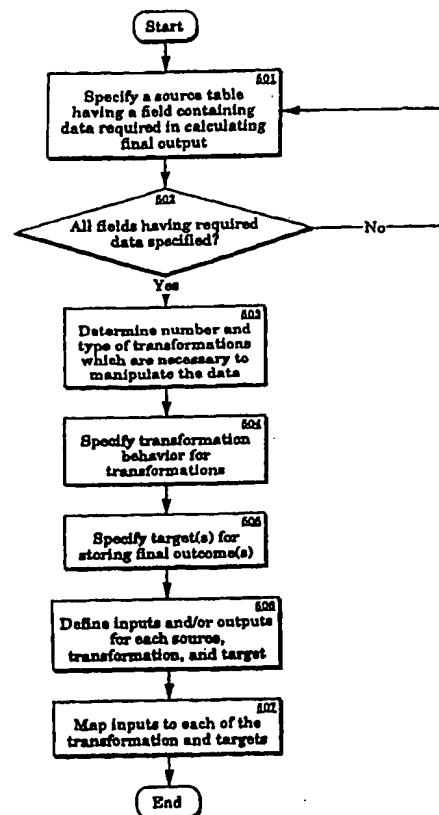 Start
501
Specify a source table
having a field containing
data required in calculating
final output
502
All fields having required
data specified?
No
Yes
503
Determine number and
type of transformations
which are necessary to
manipulate the data
504
Specify transformation
behavior for
transformations
505
Specify target(s) for
storing final outcome(s)
506
Define inputs and/or outputs
for each source,
transformation, and target
507
Map inputs to each of the
transformation and targets
End